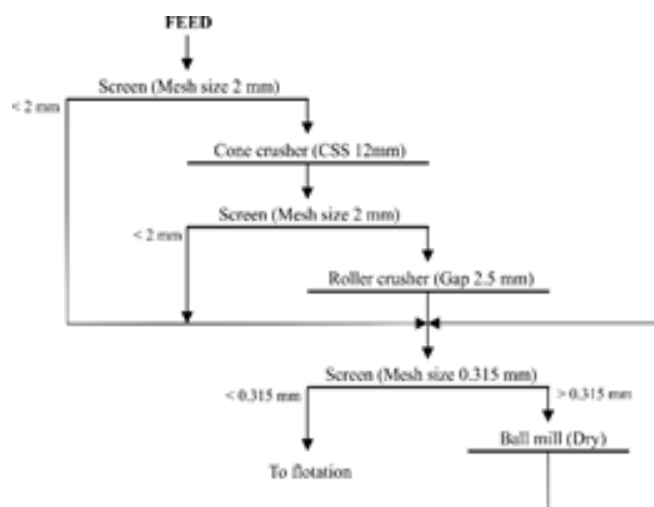 FEED
Screen (Mesh size 2 mm)
< 2 mm
Cone crusher (CSS 12mm)
Screen (Mesh size 2 mm)
< 2 mm
Roller crusher (Gap 2.5 mm)
Screen (Mesh size 0.315 mm)
< 0.315 mm
> 0.315 mm
Ball mill (Dry)
To flotation